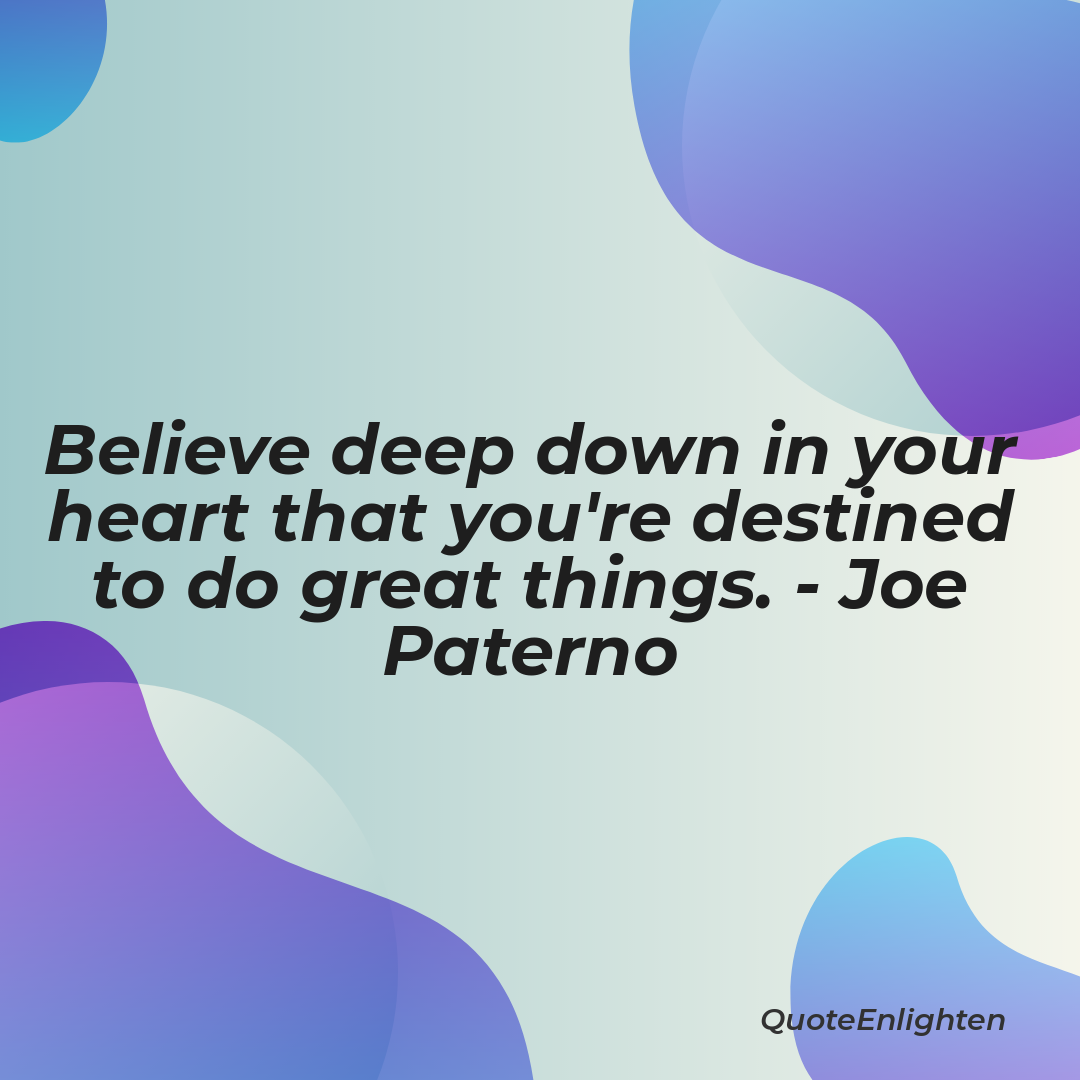 Believe deep down in your
heart that you're destined
to do great things. - Joe
Paterno
QuoteEnlighten